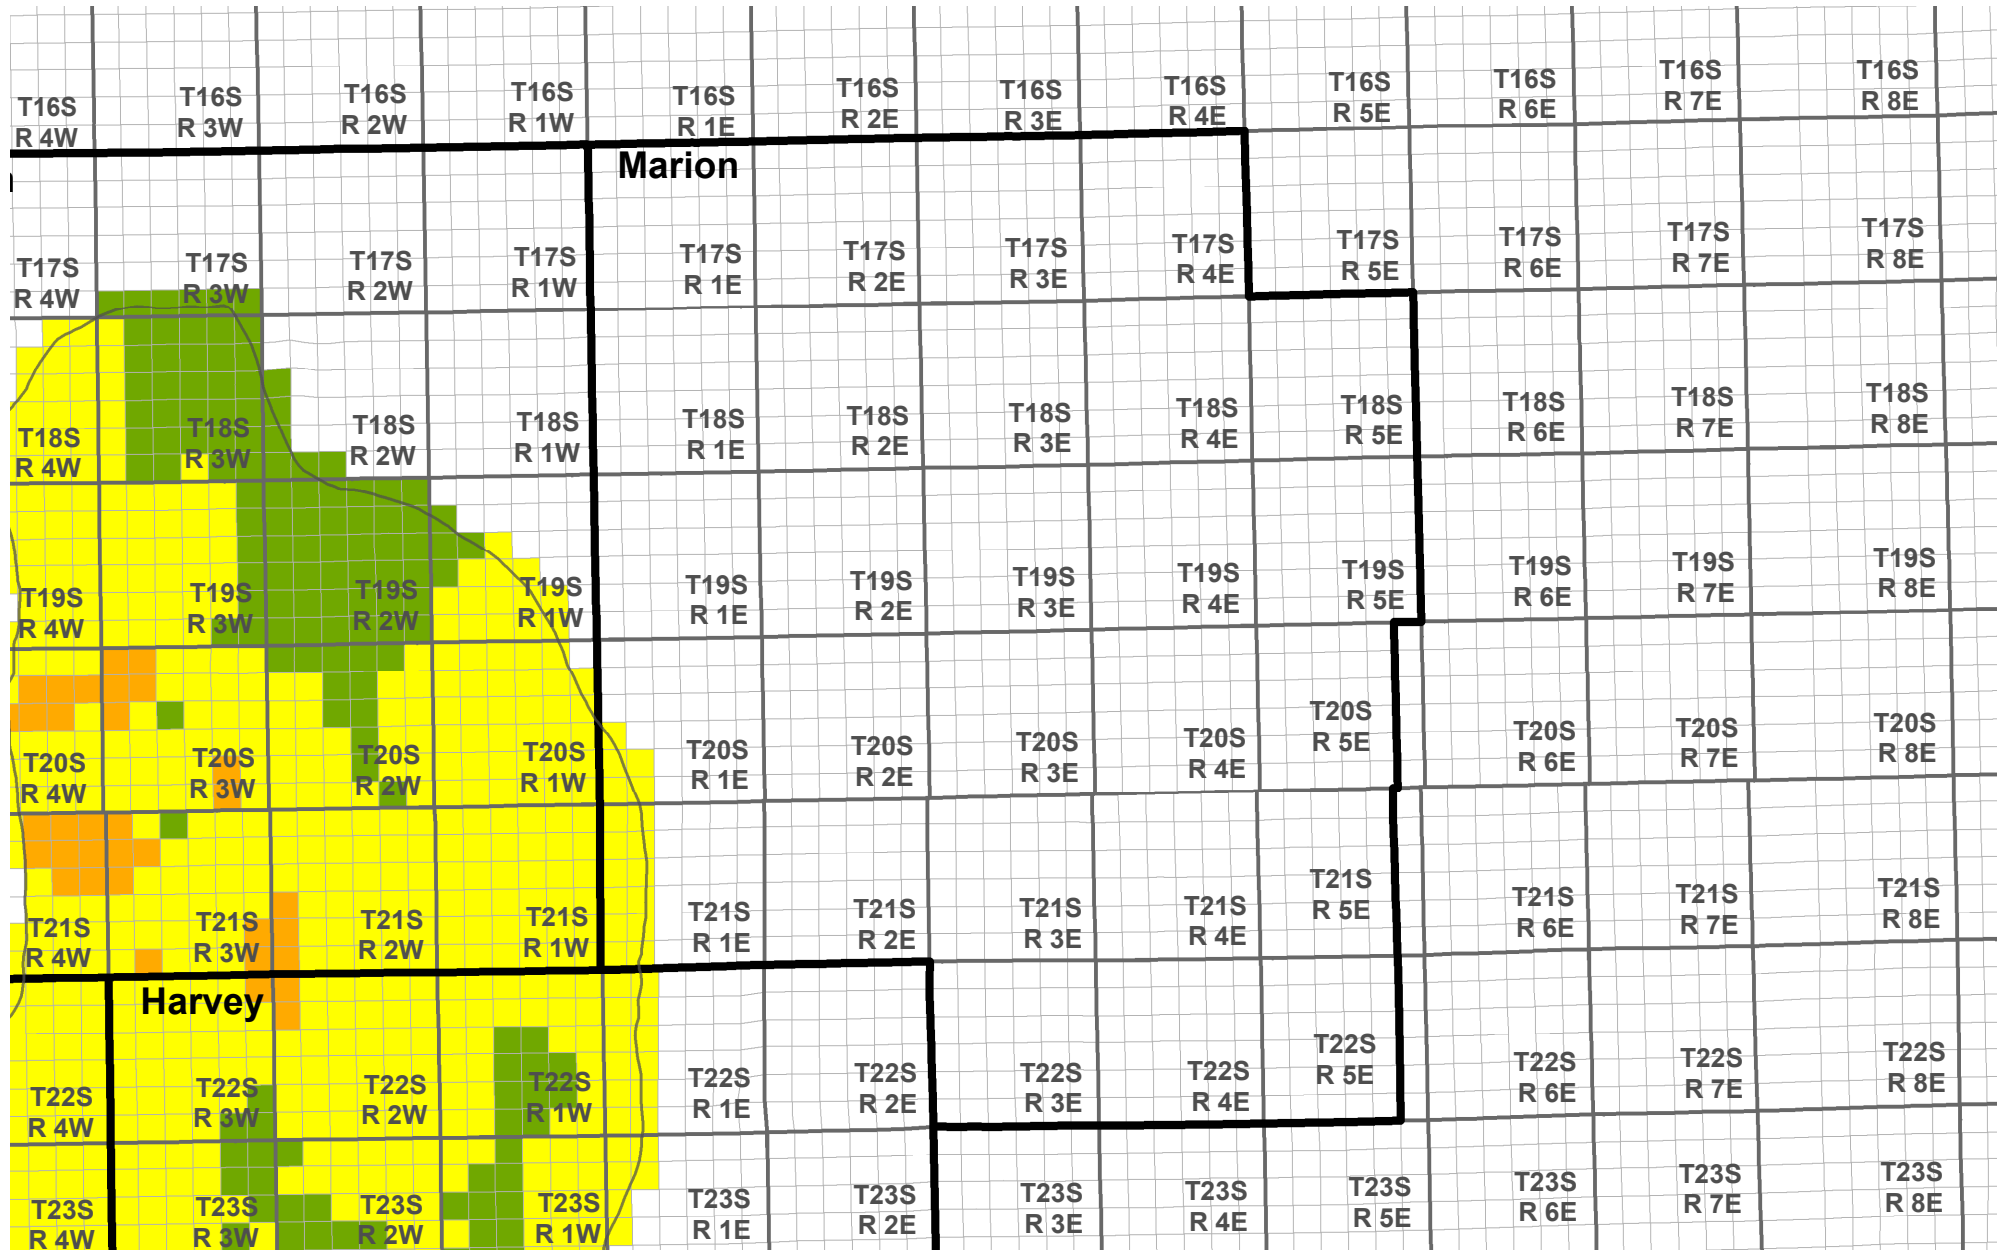 T16S
R 4W
T16S
R 3W
T16S
R 2W
T16S
R 1W
T16S
R 1E
T16S
R 2E
T16S
R 3E
T16S
R 4E
T16S
R 5E
T16S
R 6E
T16S
R 7E
T16S
R 8E
Marion
T17S
R 4W
T17S
R 3W
T17S
R 2W
T17S
R 1W
T17S
R 1E
T17S
R 2E
T17S
R 3E
T17S
R 4E
T17S
R 5E
T17S
R 6E
T17S
R 7E
T17S
R 8E
T18S
R 4W
T18S
R 3W
T18S
R 2W
T18S
R 1W
T18S
R 1E
T18S
R 2E
T18S
R 3E
T18S
R 4E
T18S
R 5E
T18S
R 6E
T18S
R 7E
T18S
R 8E
T19S
R 4W
T19S
R 3W
T19S
R 2W
T19S
R 1W
T19S
R 1E
T19S
R 2E
T19S
R 3E
T19S
R 4E
T19S
R 5E
T19S
R 6E
T19S
R 7E
T19S
R 8E
T20S
R 4W
T20S
R 3W
T20S
R 2W
T20S
R 1W
T20S
R 1E
T20S
R 2E
T20S
R 3E
T20S
R 4E
T20S
R 5E
T20S
R 6E
T20S
R 7E
T20S
R 8E
T21S
R 4W
T21S
R 3W
T21S
R 2W
T21S
R 1W
T21S
R 1E
T21S
R 2E
T21S
R 3E
T21S
R 4E
T21S
R 5E
T21S
R 6E
T21S
R 7E
T21S
R 8E
Harvey
T22S
R 4W
T22S
R 3W
T22S
R 2W
T22S
R 1W
T22S
R 1E
T22S
R 2E
T22S
R 3E
T22S
R 4E
T22S
R 5E
T22S
R 6E
T22S
R 7E
T22S
R 8E
T23S
R 4W
T23S
R 3W
T23S
R 2W
T23S
R 1W
T23S
R 1E
T23S
R 2E
T23S
R 3E
T23S
R 4E
T23S
R 5E
T23S
R 6E
T23S
R 7E
T23S
R 8E